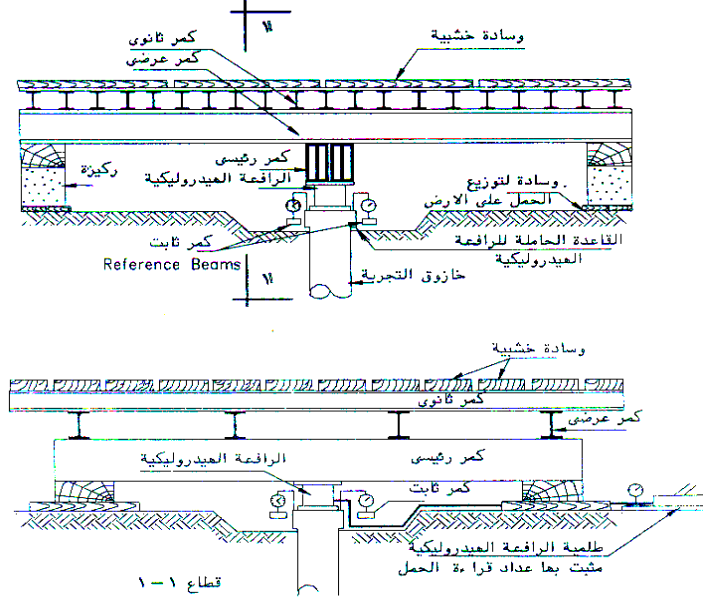 ١
وسادة خشبية
كمر ثانوى
كمر عرضى
كمر رئيسى
الرافعة الهيدروليكية
ركيزة
وسادة لتوزيع
الحمل على الارض
كمر ثابت
Reference Beams
القاعدة الحاملة للرافعة
الهيدروليكية
خازوق التجربة
١
وسادة خشبية
كمر ثانوى
كمر عرضى
كمر رئيسى
الرافعة الهيدروليكية
كمر ثابت
طلمبة الرافعة الهيدروليكية
مثبت بها عداد قراءة الحمل
قطاع ١-١